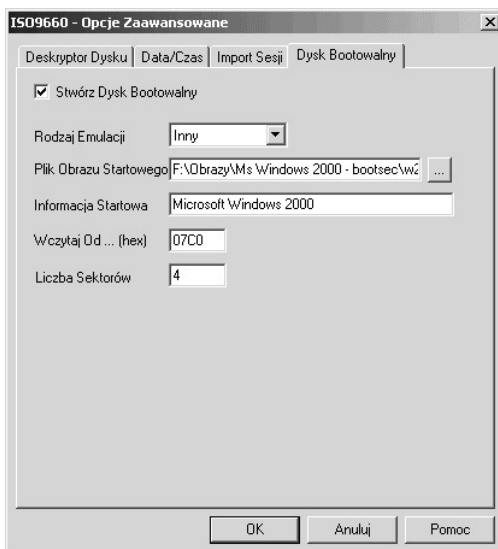 ISO9660 - Opcje Zaawansowane
Deskryptor Dysku Data/Czas Import Sesji Dysk Bootowalny
Stwórz Dysk Bootowalny
Rodzaj Emulacji Inny
Plik Obrazu Startowego F:\Obrazy\Ms Windows 2000 - bootsec\w2 ...
Informacja Startowa Microsoft Windows 2000
Wczytaj Od ... (hex) 07C0
Liczba Sektorów 4
OK Anuluj Pomoc